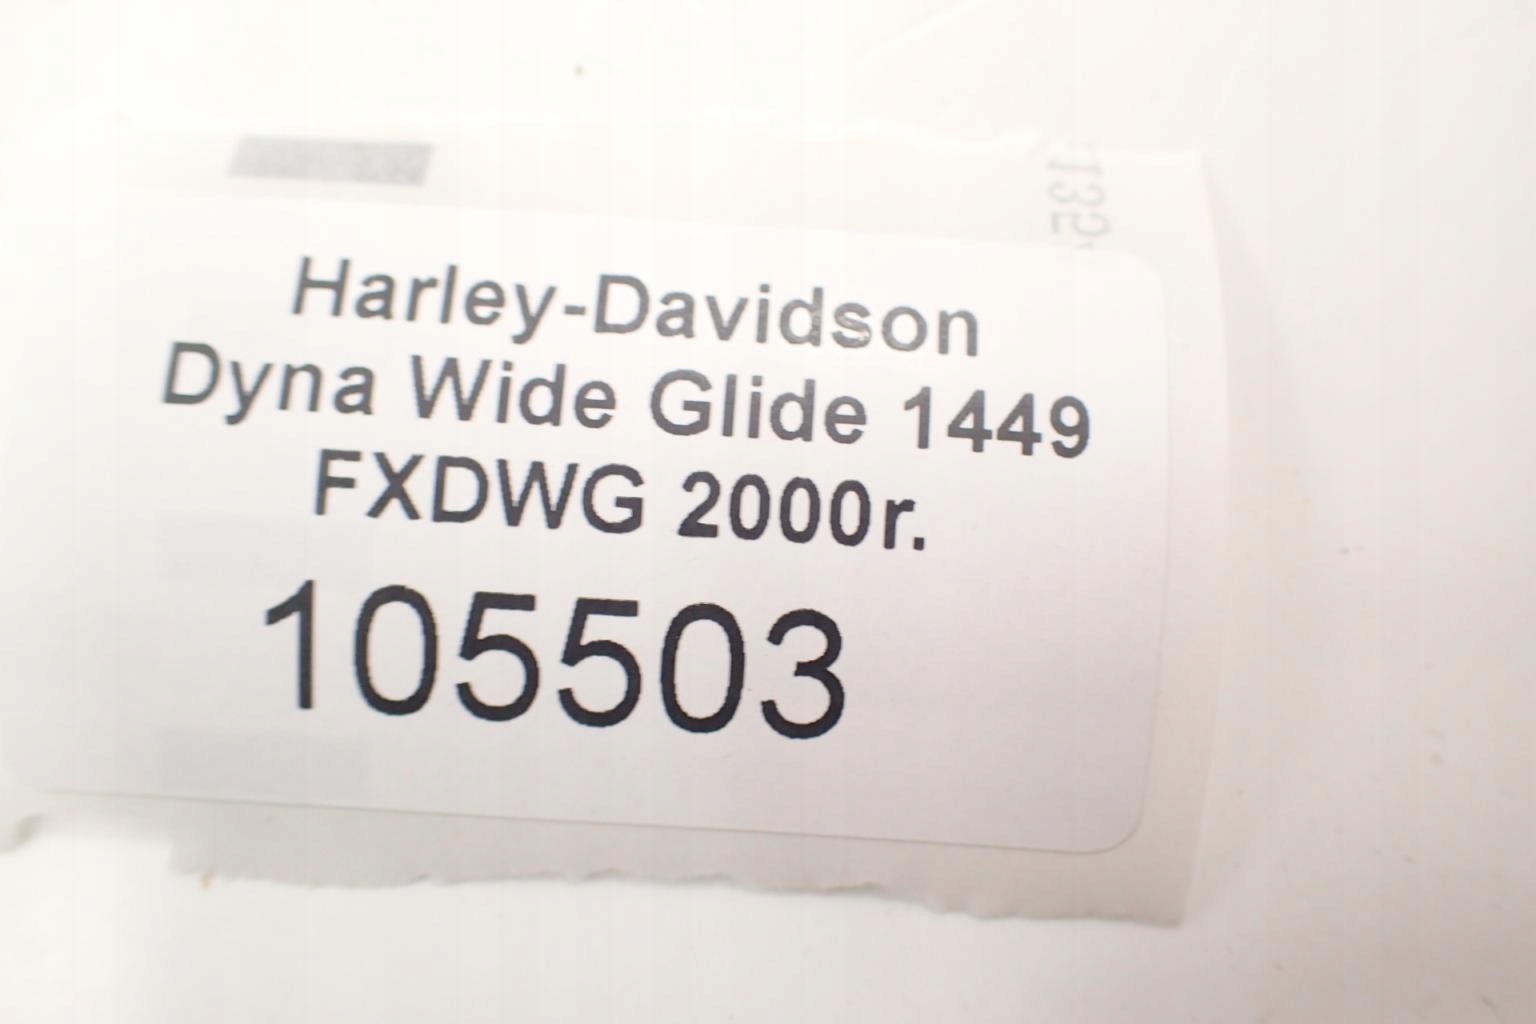 Harley-Davidson
Dyna Wide Glide 1449
FXDWG 2000r.
105503